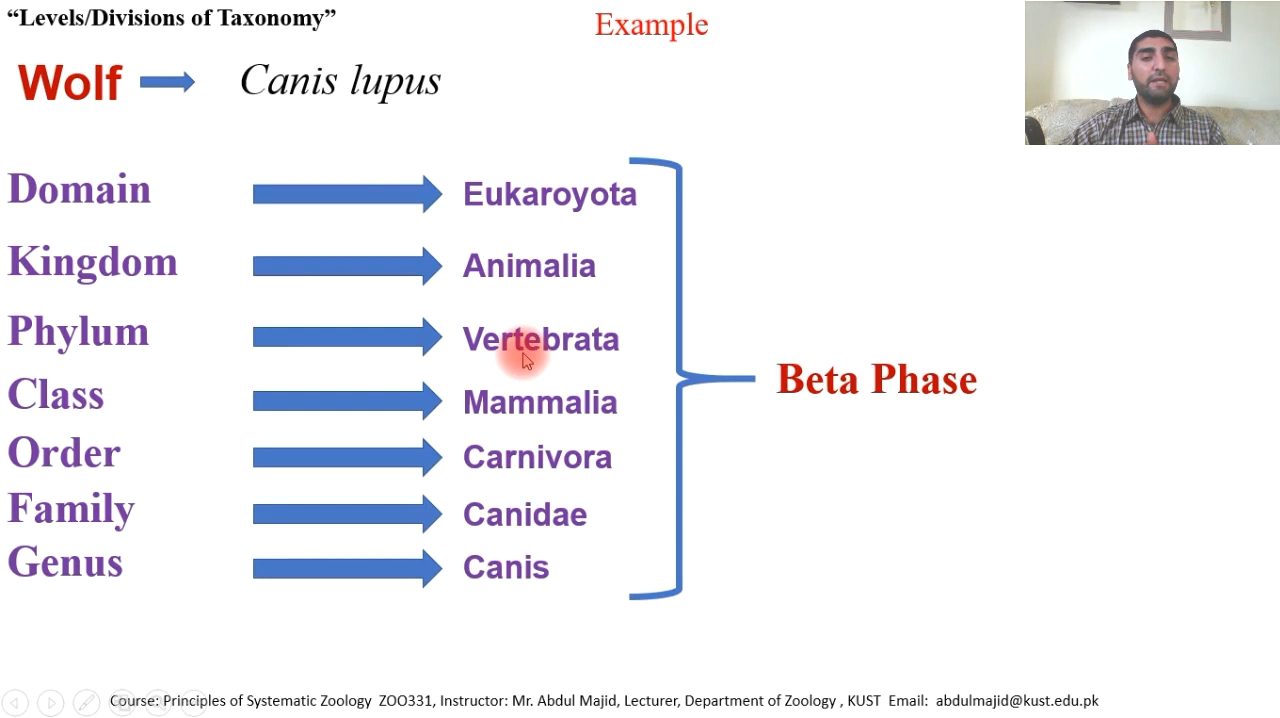 “Levels/Divisions of Taxonomy”
Example
Wolf Canis lupus
Domain Eukaroyota
Kingdom Animalia
Phylum Vertebrata
Class Mammalia
Order Carnivora
Family Canidae
Genus Canis
Beta Phase
Course: Principles of Systematic Zoology ZOO331, Instructor: Mr. Abdul Majid, Lecturer, Department of Zoology , KUST Email: abdulmajid@kust.edu.pk